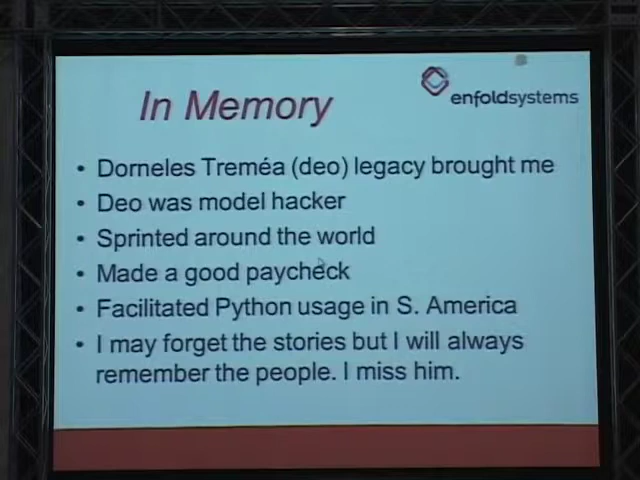 In Memory
enfoldsystems
• Dorneles Treméa (deo) legacy brought me
• Deo was model hacker
• Sprinted around the world
• Made a good paycheck
• Facilitated Python usage in S. America
• I may forget the stories but I will always
remember the people. I miss him.